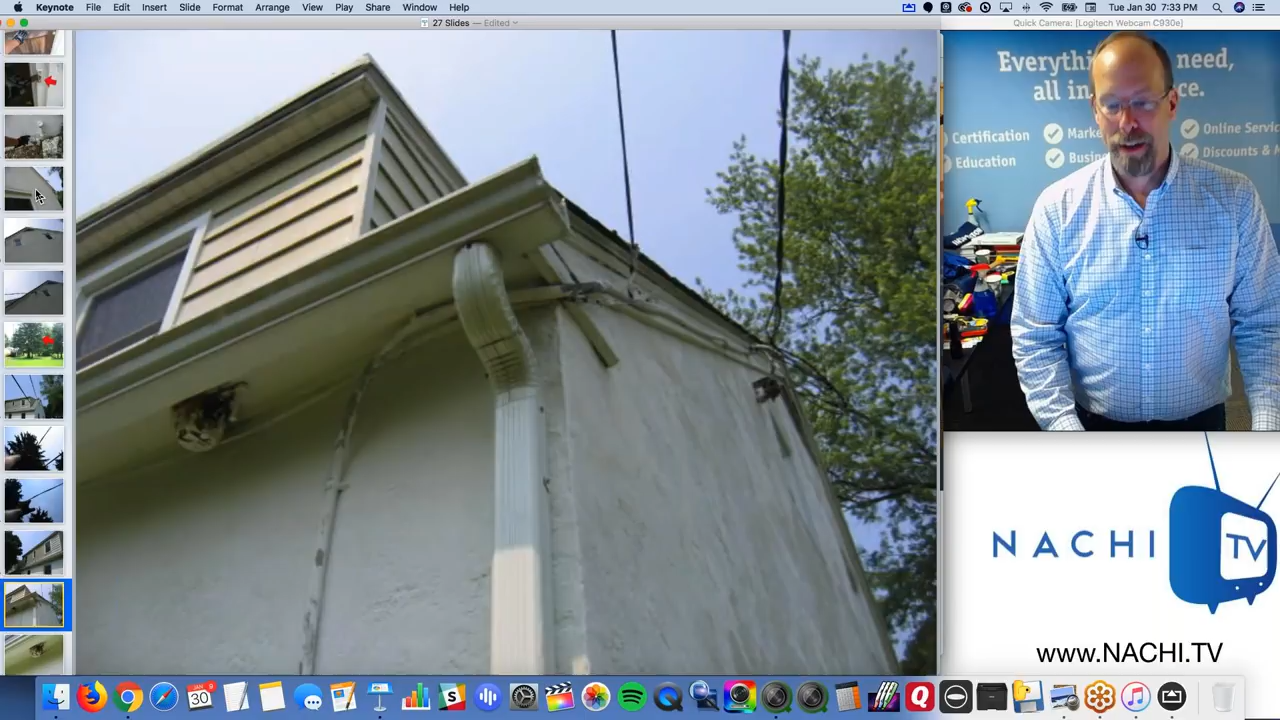 Keynote File Edit Insert Slide Format Arrange View Play Share Window Help
Tue Jan 30 7:33 PM
27 Slides — Edited
Quick Camera: [Logitech Webcam C930e]
Everythi need,
all in ce.
Certification
Marke
Online Servic
Education
Busin
Discounts & M
NACHI TV
www.NACHI.TV
30